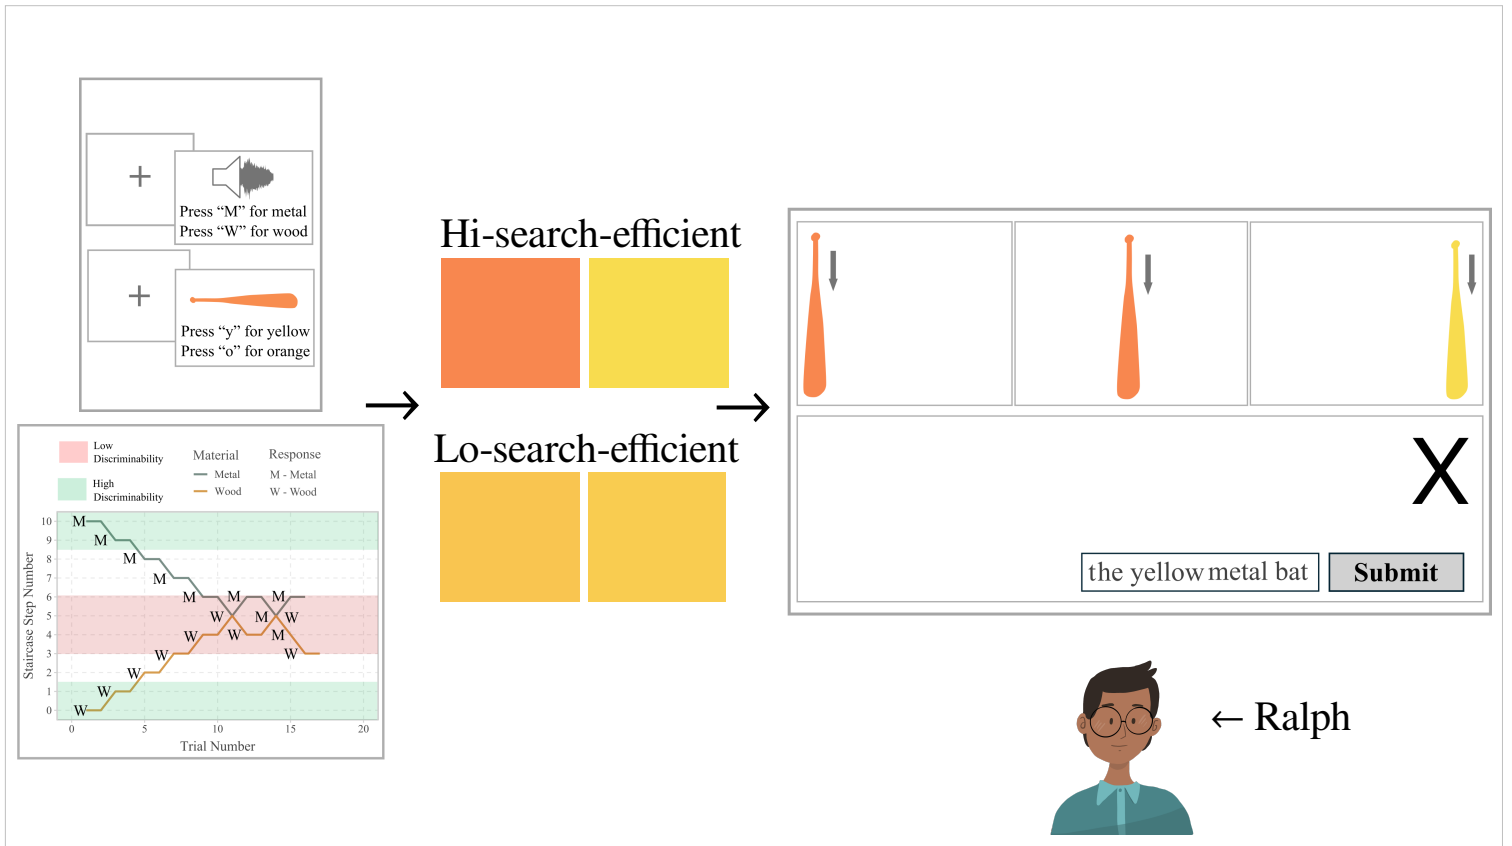 Press “M” for metal
Press “W” for wood
Press “y” for yellow
Press “o” for orange
Low
Discriminability
High
Discriminability
Material
Metal
Wood
Response
M - Metal
W - Wood
Staircase Step Number
10
9
8
7
6
5
4
3
2
1
0
M
M
M
M
M
M
M
M
M
W
W
W
W
W
W
W
W
W
0
5
10
15
20
Trial Number
Hi-search-efficient
Lo-search-efficient
X
the yellow metal bat
Submit
← Ralph